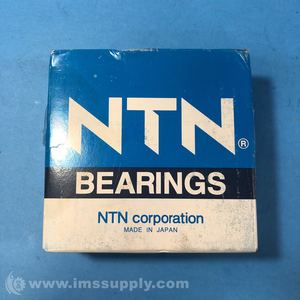 NTN®
BEARINGS
NTN corporation
MADE IN JAPAN
© www.imssupply.com